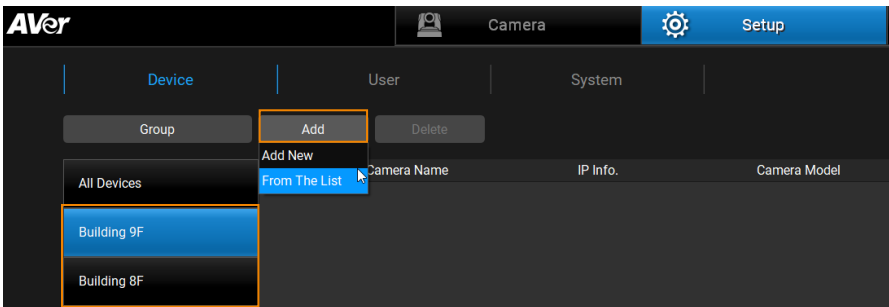 AVer
Camera
Setup
Device
User
System
Group
Add
Delete
Add New
From The List
Camera Name
IP Info.
Camera Model
All Devices
Building 9F
Building 8F